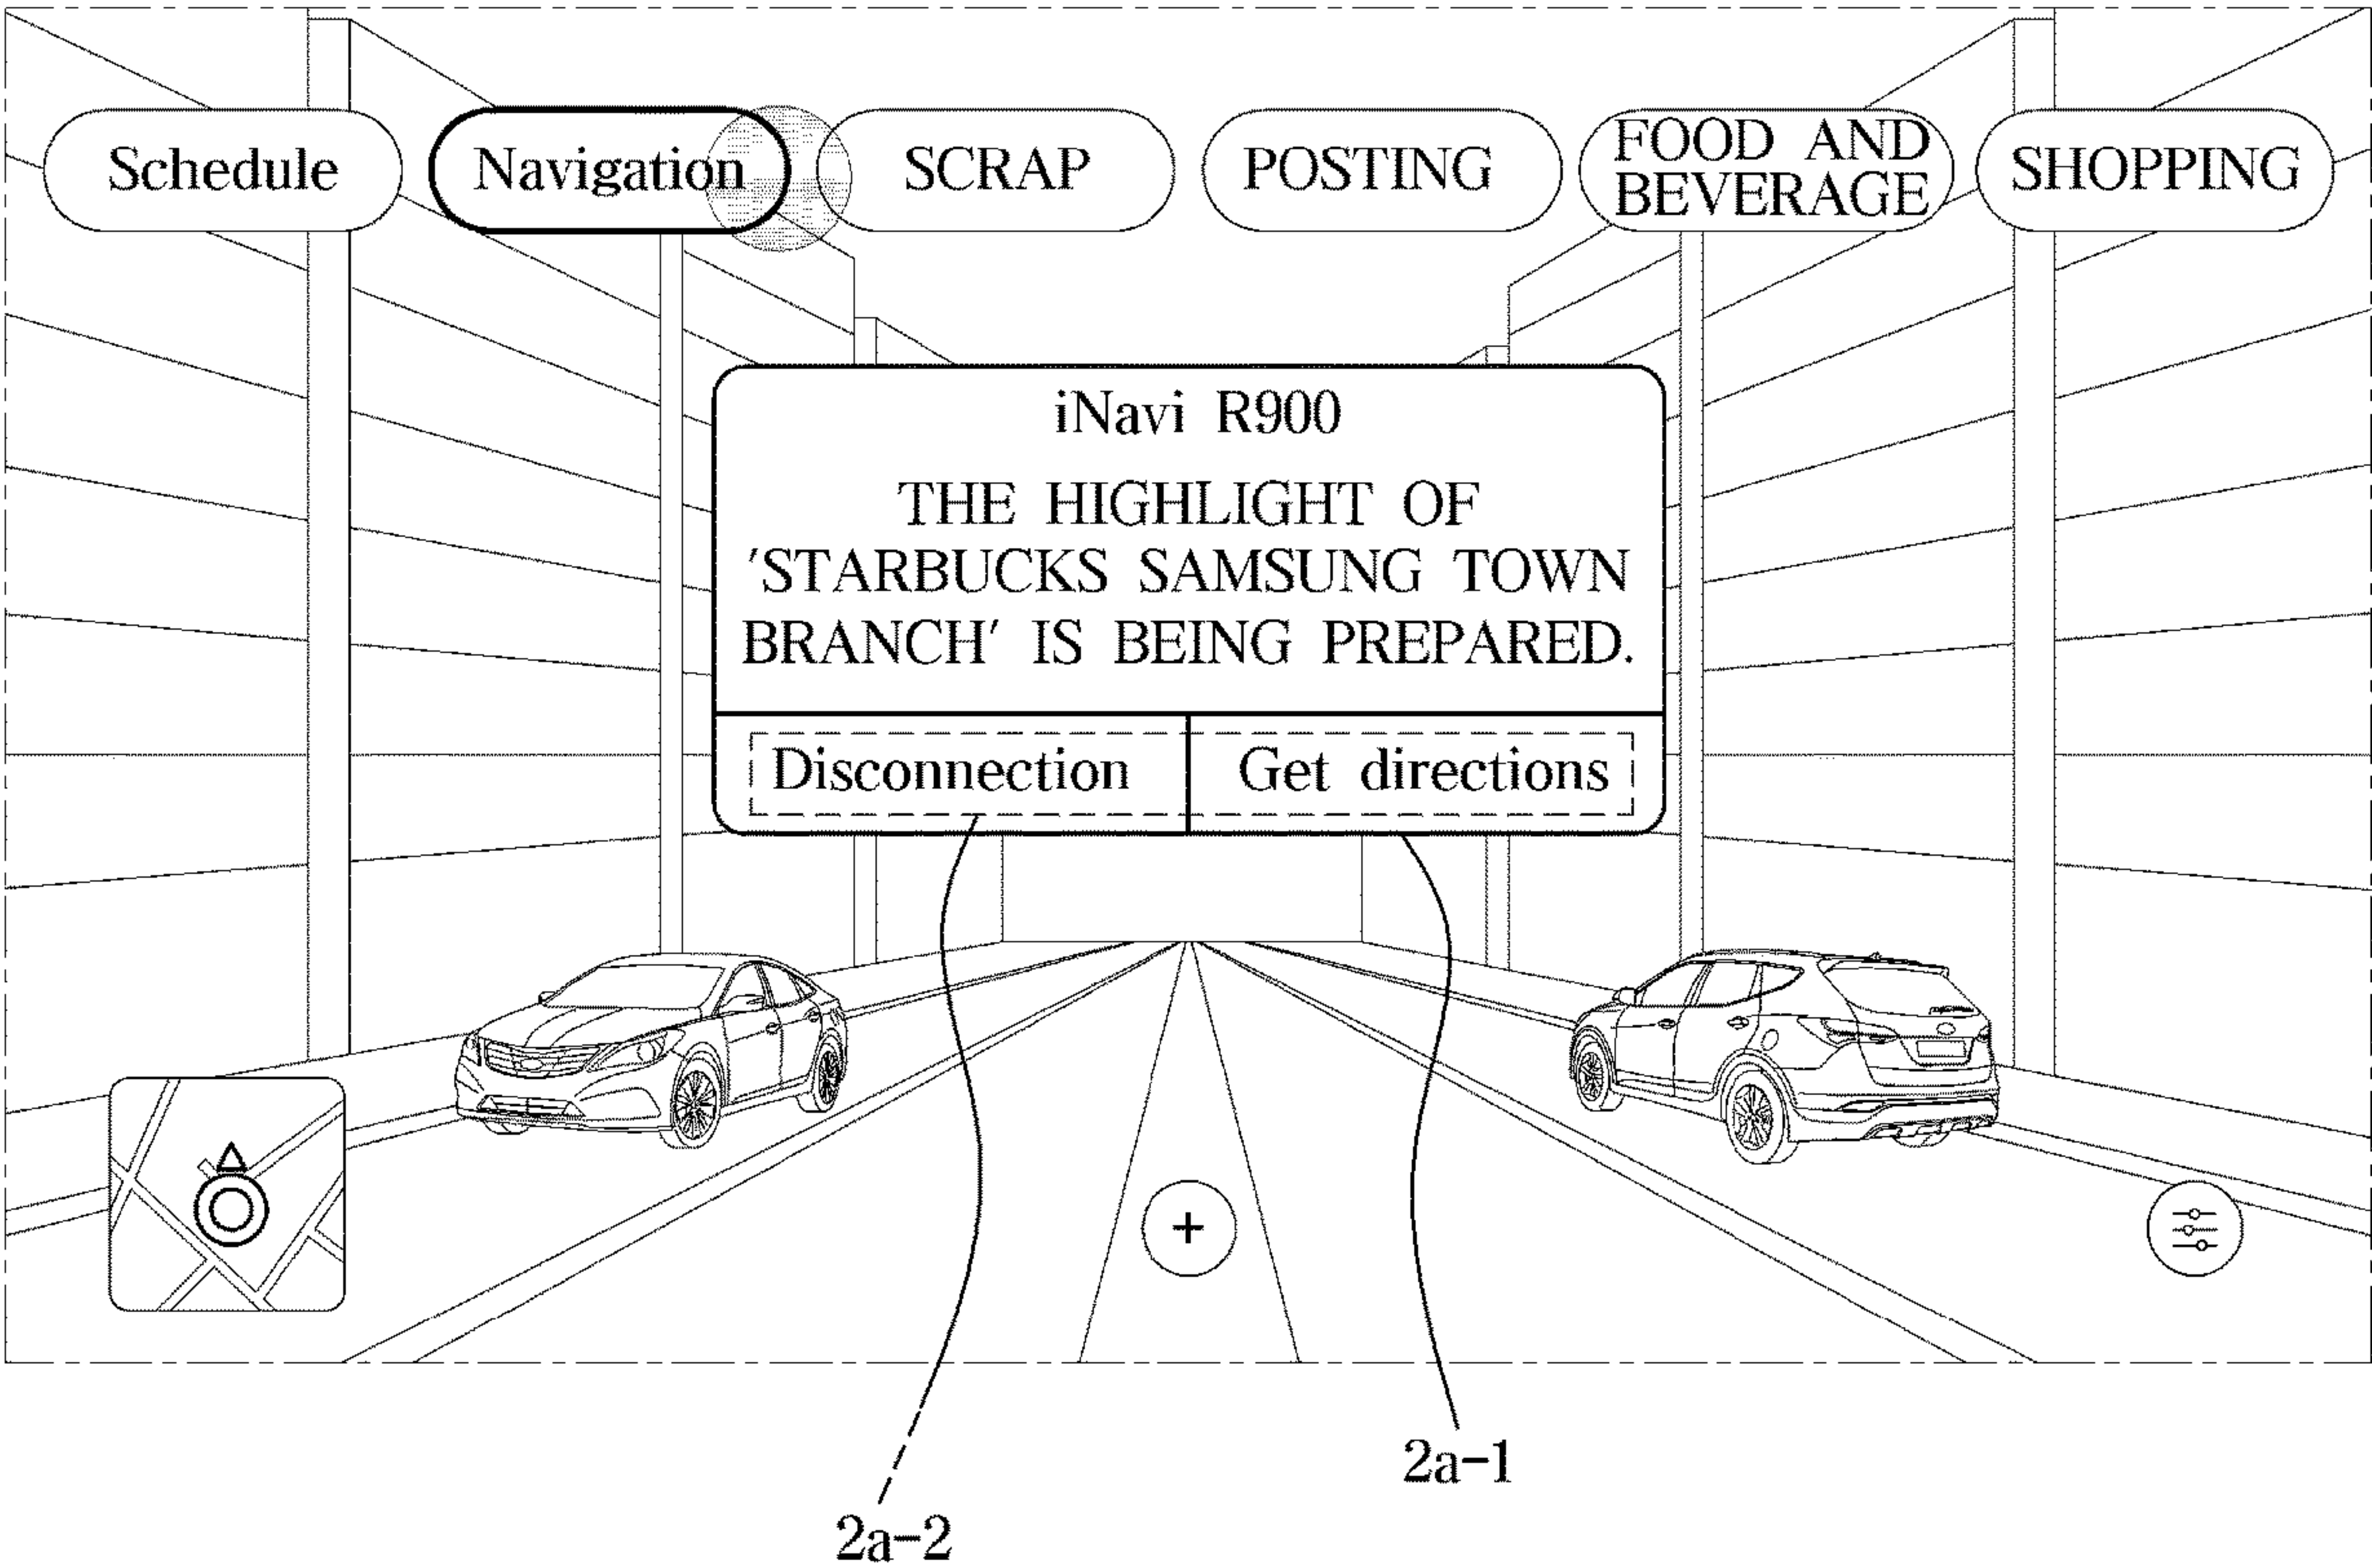 Schedule
Navigation
SCRAP
POSTING
FOOD AND
BEVERAGE
SHOPPING
iNavi R900
THE HIGHLIGHT OF
'STARBUCKS SAMSUNG TOWN
BRANCH' IS BEING PREPARED.
Disconnection
Get directions
+
2a-1
2a-2